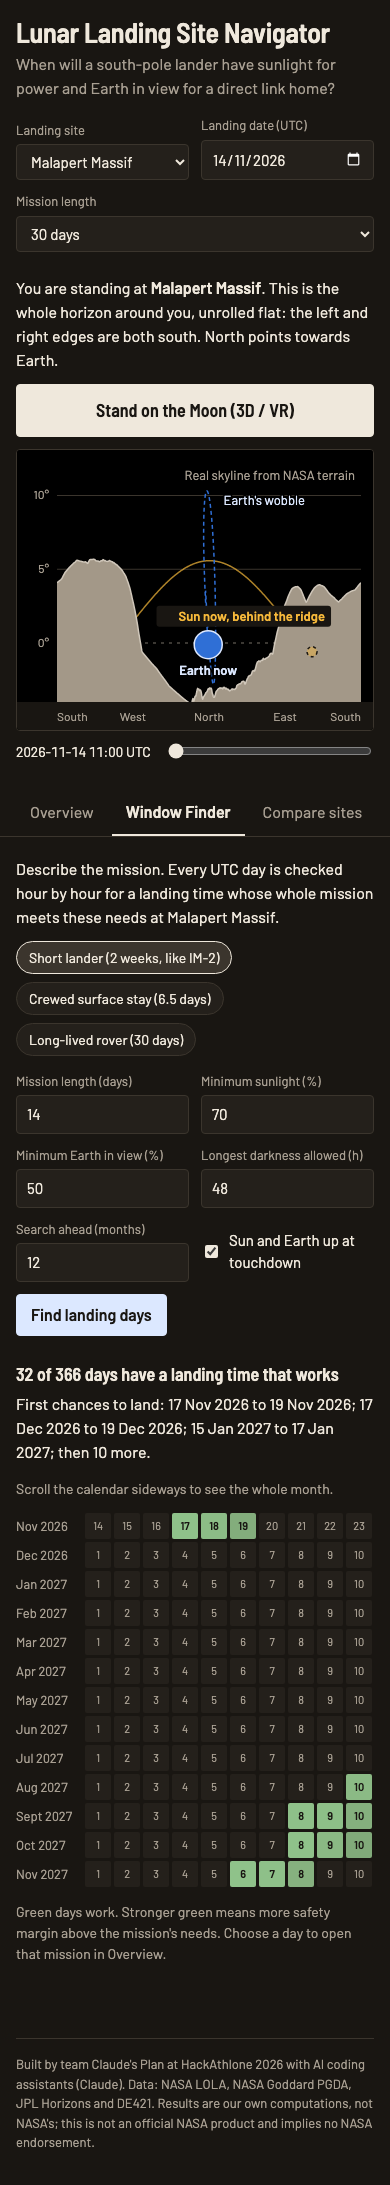 Lunar Landing Site Navigator
When will a south-pole lander have sunlight for
power and Earth in view for a direct link home?
Landing site
Landing date (UTC)
Malapert Massif
14/11/2026
Mission length
30 days
You are standing at Malapert Massif. This is the
whole horizon around you, unrolled flat: the left and
right edges are both south. North points towards
Earth.
Stand on the Moon (3D / VR)
Real skyline from NASA terrain
10°
Earth's wobble
5°
Sun now, behind the ridge
0°
Earth now
South West North East South
2026-11-14 11:00 UTC
Overview Window Finder Compare sites
Describe the mission. Every UTC day is checked
hour by hour for a landing time whose whole mission
meets these needs at Malapert Massif.
Short lander (2 weeks, like IM-2)
Crewed surface stay (6.5 days)
Long-lived rover (30 days)
Mission length (days) Minimum sunlight (%)
14 70
Minimum Earth in view (%) Longest darkness allowed (h)
50 48
Search ahead (months)
12
Sun and Earth up at
touchdown
Find landing days
32 of 366 days have a landing time that works
First chances to land: 17 Nov 2026 to 19 Nov 2026; 17
Dec 2026 to 19 Dec 2026; 15 Jan 2027 to 17 Jan
2027; then 10 more.
Scroll the calendar sideways to see the whole month.
Nov 2026 14 15 16 17 18 19 20 21 22 23
Dec 2026 1 2 3 4 5 6 7 8 9 10
Jan 2027 1 2 3 4 5 6 7 8 9 10
Feb 2027 1 2 3 4 5 6 7 8 9 10
Mar 2027 1 2 3 4 5 6 7 8 9 10
Apr 2027 1 2 3 4 5 6 7 8 9 10
May 2027 1 2 3 4 5 6 7 8 9 10
Jun 2027 1 2 3 4 5 6 7 8 9 10
Jul 2027 1 2 3 4 5 6 7 8 9 10
Aug 2027 1 2 3 4 5 6 7 8 9 10
Sept 2027 1 2 3 4 5 6 7 8 9 10
Oct 2027 1 2 3 4 5 6 7 8 9 10
Nov 2027 1 2 3 4 5 6 7 8 9 10
Green days work. Stronger green means more safety
margin above the mission's needs. Choose a day to open
that mission in Overview.
Built by team Claude's Plan at HackAthlone 2026 with AI coding
assistants (Claude). Data: NASA LOLA, NASA Goddard PGDA,
JPL Horizons and DE421. Results are our own computations, not
NASA's; this is not an official NASA product and implies no NASA
endorsement.